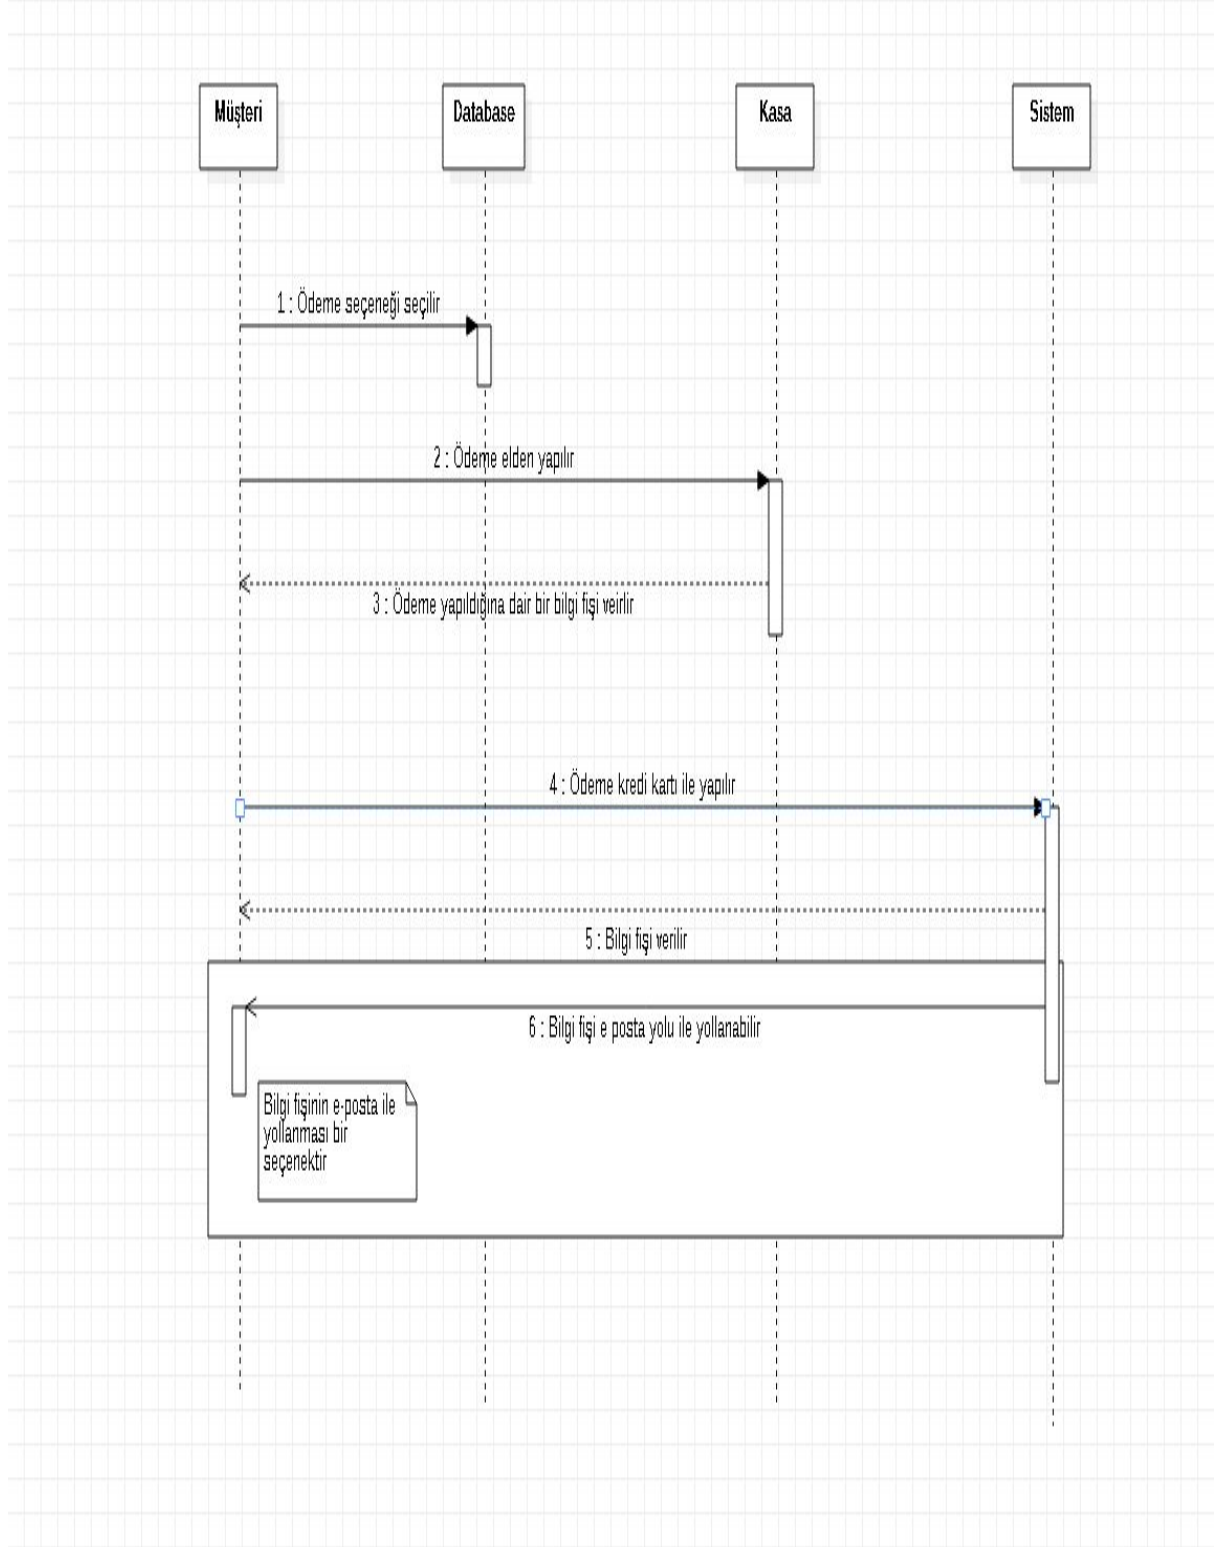 Müşteri
Database
Kasa
Sistem
1 : Ödeme seçeneği seçilir
2 : Ödeme elden yapılır
3 : Ödeme yapıldığına dair bir bilgi fişi veirlir
4 : Ödeme kredi kartı ile yapılır
5 : Bilgi fişi verilir
6 : Bilgi fişi e posta yolu ile yollanabilir
Bilgi fişinin e-posta ile
yollanması bir
seçenektir